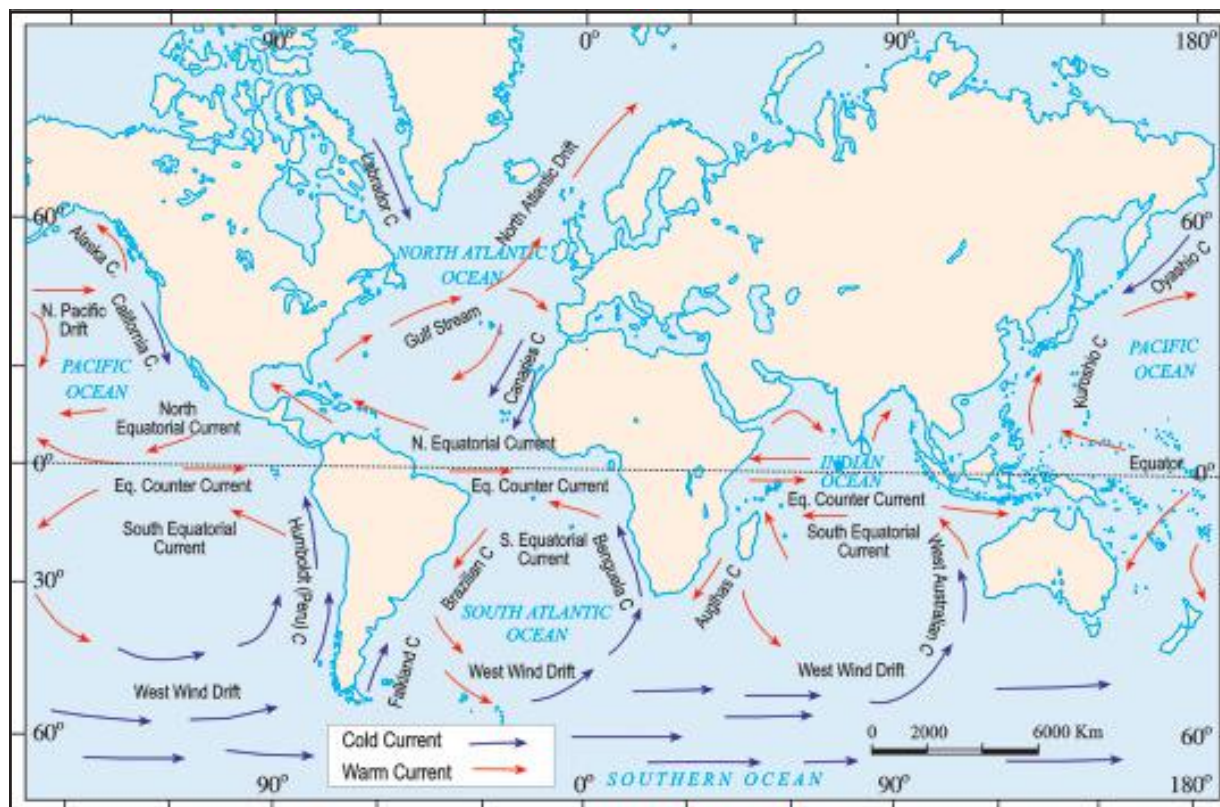 90°
0°
90°
180°
Icabrador C
North Atlantic Drift
60°
60°
Alaska C.
NORTH ATLANTIC
OCEAN
Oyashio C
N. Pacific
Drift
California C.
Gulf Stream
Canaries C
Kuroshio C
PACIFIC
OCEAN
PACIFIC
OCEAN
North
Equatorial Current
N. Equatorial Current
INDIAN
OCEAN
Equator
0°
0°
Eq. Counter Current
Eq. Counter Current
Eq. Counter Current
South Equatorial
Current
Humboldt (Peru) C
S. Equatorial
Current
Benguala C
South Equatorial
Current
30°
Brazilian C
Auglhas C
West Australian C
SOUTH ATLANTIC
OCEAN
West Wind Drift
Falkland C
West Wind Drift
West Wind Drift
60°
60°
Cold Current
Warm Current
0 2000 6000 Km
SOUTHERN OCEAN
90°
0°
90°
180°